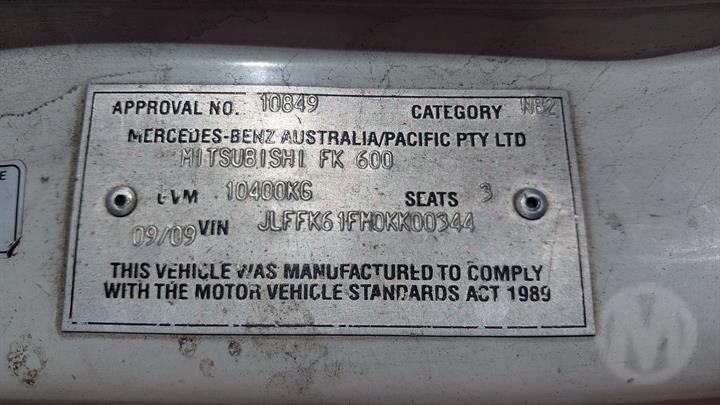 APPROVAL NO. 10849 CATEGORY NB2
MERCEDES-BENZ AUSTRALIA/PACIFIC PTY LTD
MITSUBISHI FK 600
GVM 10400KG SEATS 3
09/09 VIN JLFFK61FM0KK00344
THIS VEHICLE WAS MANUFACTURED TO COMPLY
WITH THE MOTOR VEHICLE STANDARDS ACT 1989
E
M